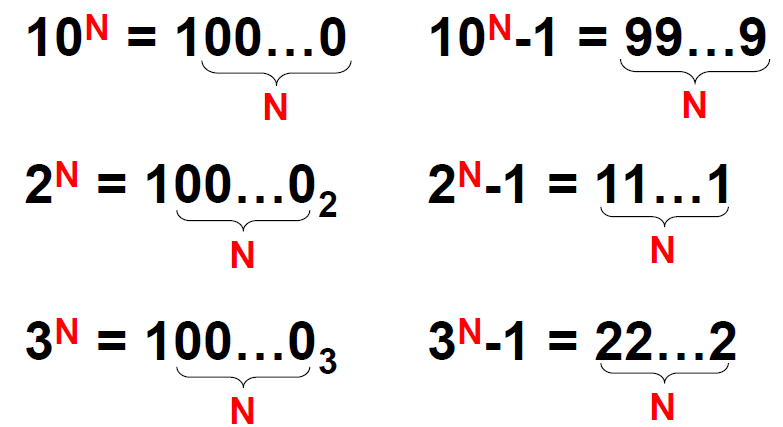 10ᴺ = 100…0
N
10ᴺ-1 = 99…9
N
2ᴺ = 100…0₂
N
2ᴺ-1 = 11…1
N
3ᴺ = 100…0₃
N
3ᴺ-1 = 22…2
N